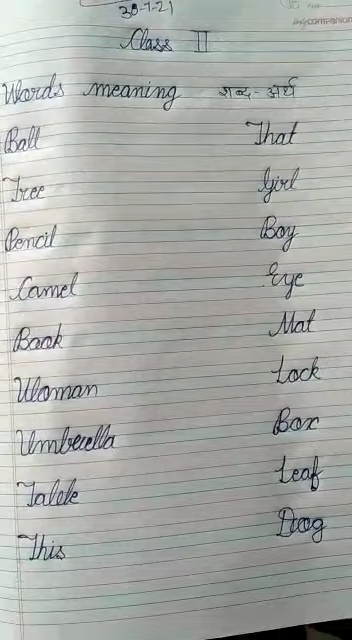 30-7-21
Class II
Words meaning शब्द-अर्थ
Ball That
Tree Girl
Pencil Boy
Camel Eye
Book Mat
Woman Lock
Umbrella Box
Table Leaf
This Dog